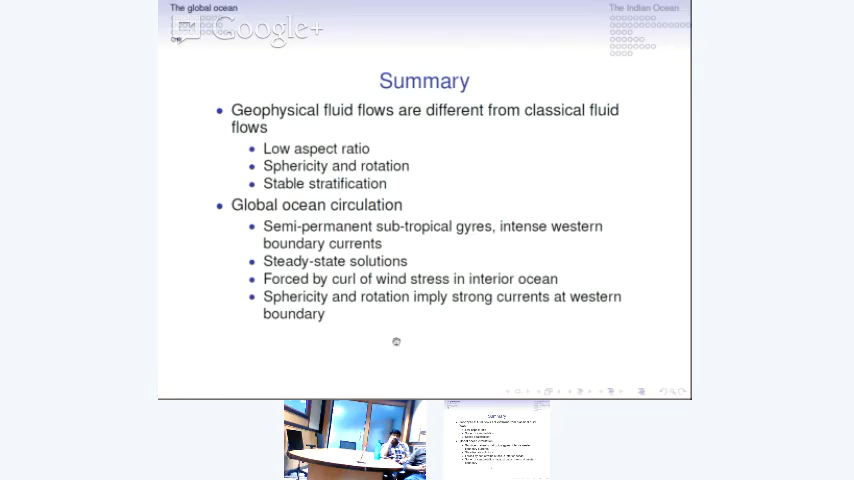 The global ocean
The Indian Ocean
Google+
Summary
• Geophysical fluid flows are different from classical fluid
flows
• Low aspect ratio
• Sphericity and rotation
• Stable stratification
• Global ocean circulation
• Semi-permanent sub-tropical gyres, intense western
boundary currents
• Steady-state solutions
• Forced by curl of wind stress in interior ocean
• Sphericity and rotation imply strong currents at western
boundary
Summary